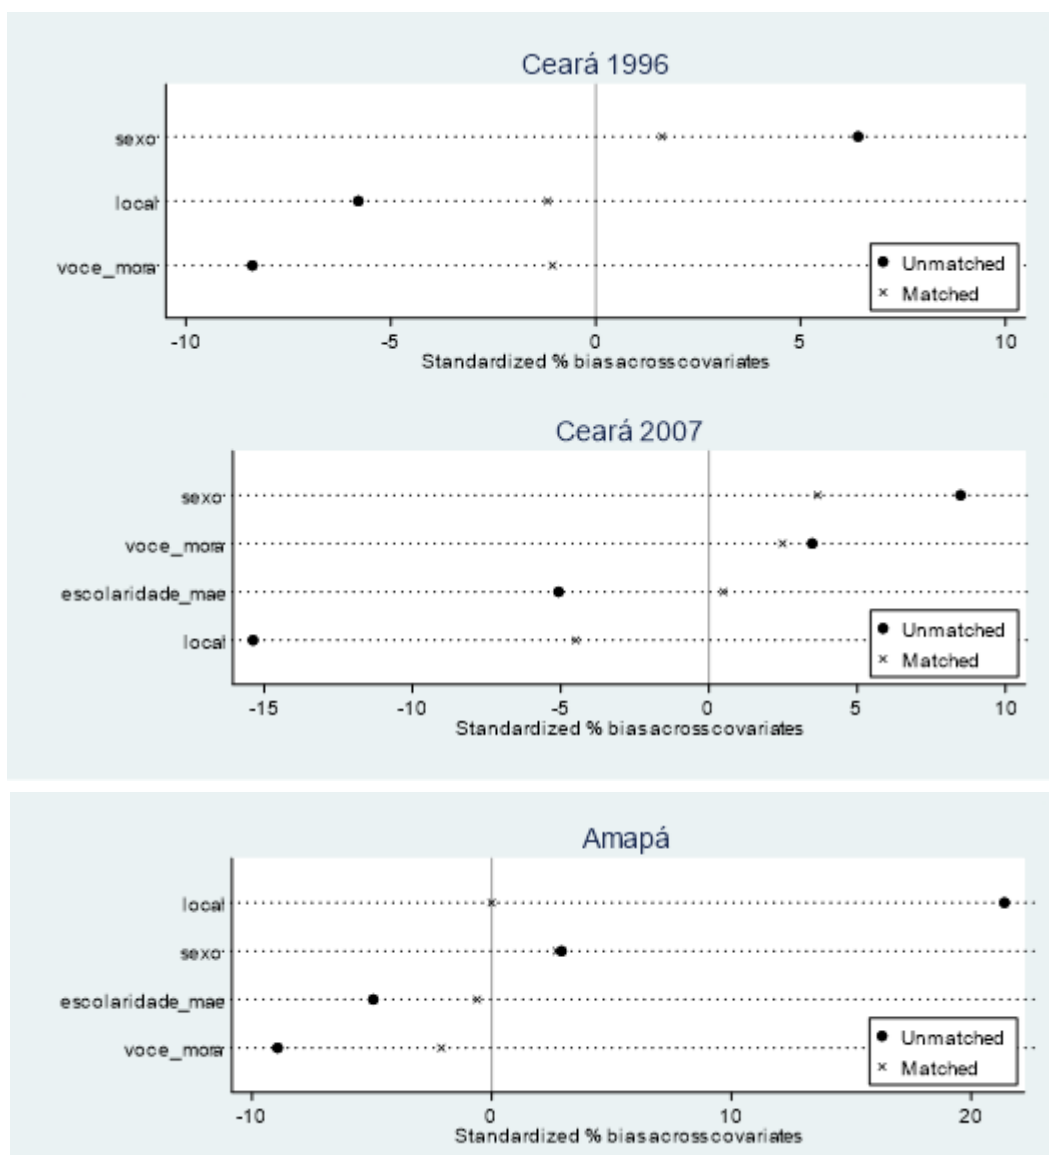 Ceará 1996
sexo
local
voce_mora
Unmatched
Matched
-10 -5 0 5 10
Standardized % bias across covariates
Ceará 2007
sexo
voce_mora
escolaridade_mae
local
Unmatched
Matched
-15 -10 -5 0 5 10
Standardized % bias across covariates
Amapá
local
sexo
escolaridade_mae
voce_mora
Unmatched
Matched
-10 0 10 20
Standardized % bias across covariates